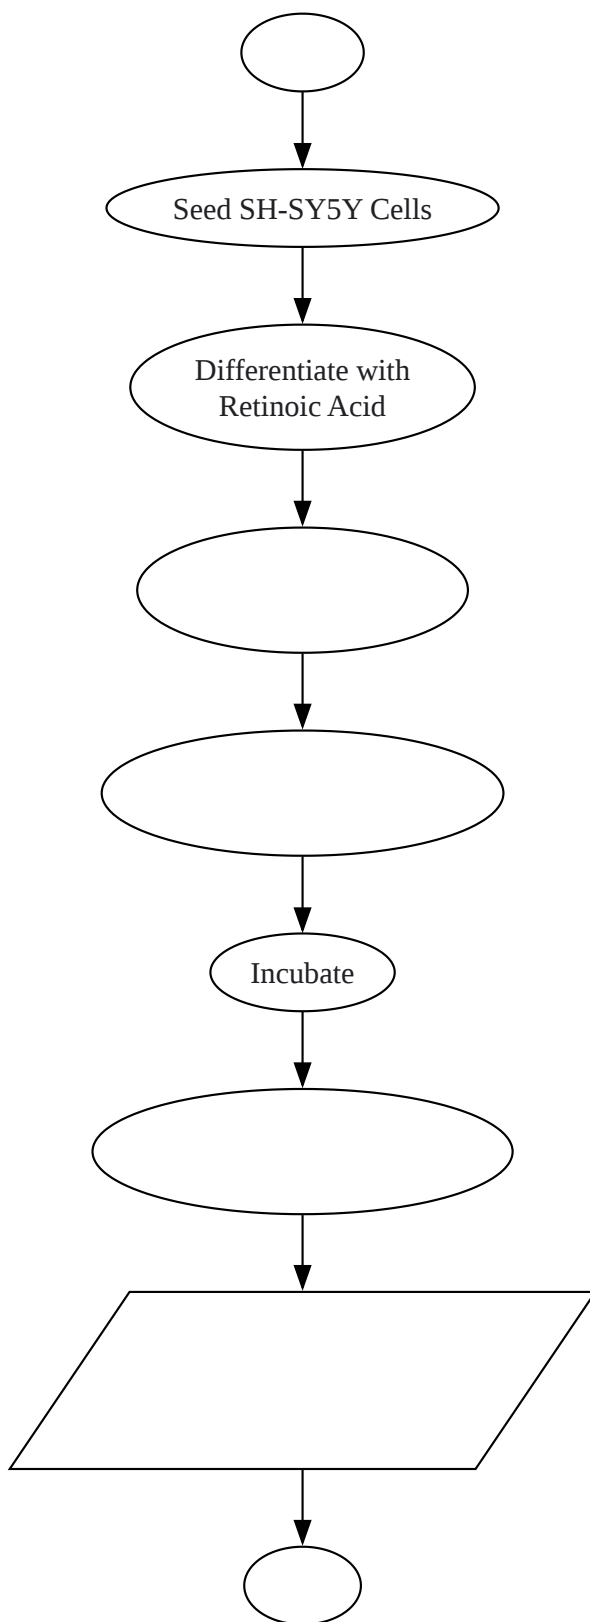 Seed SH-SY5Y Cells
Differentiate with
Retinoic Acid
Incubate